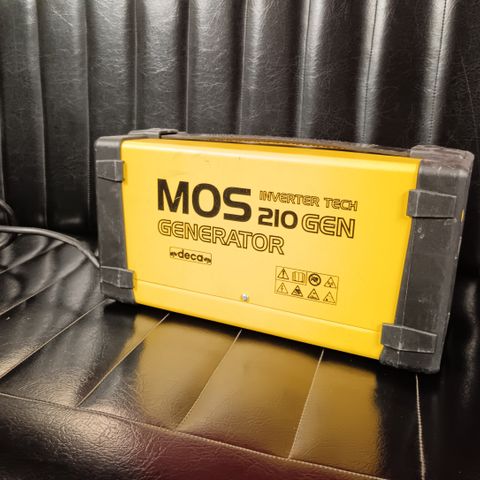 MOS INVERTER TECH
210 GEN
GENERATOR
deca